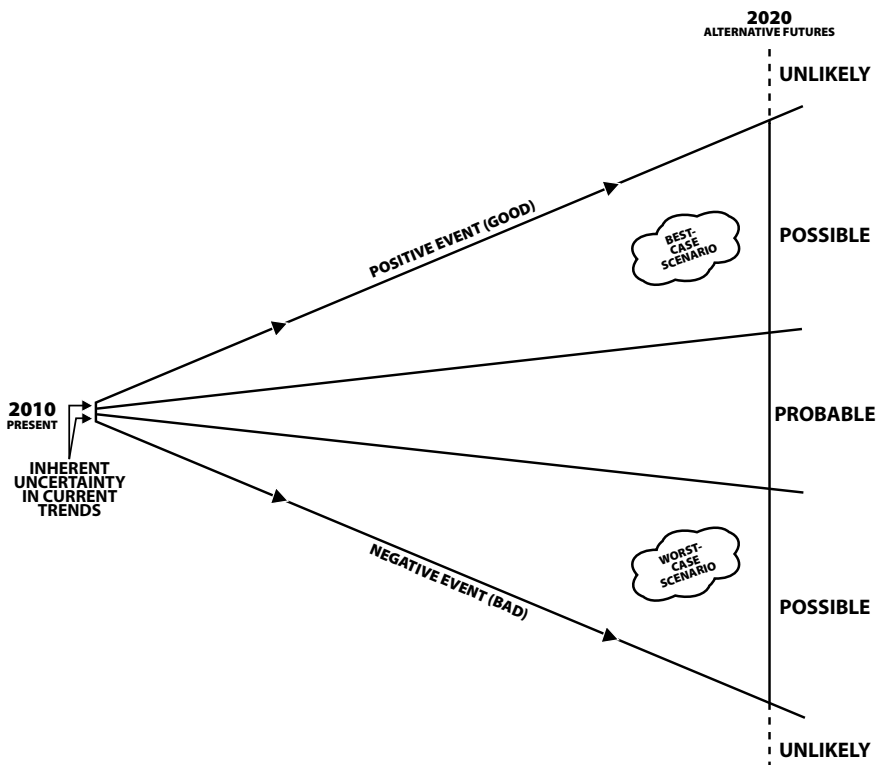 2020
ALTERNATIVE FUTURES
UNLIKELY
POSITIVE EVENT (GOOD)
BEST-
CASE
SCENARIO
POSSIBLE
2010
PRESENT
PROBABLE
INHERENT
UNCERTAINTY
IN CURRENT
TRENDS
NEGATIVE EVENT (BAD)
WORST-
CASE
SCENARIO
POSSIBLE
UNLIKELY